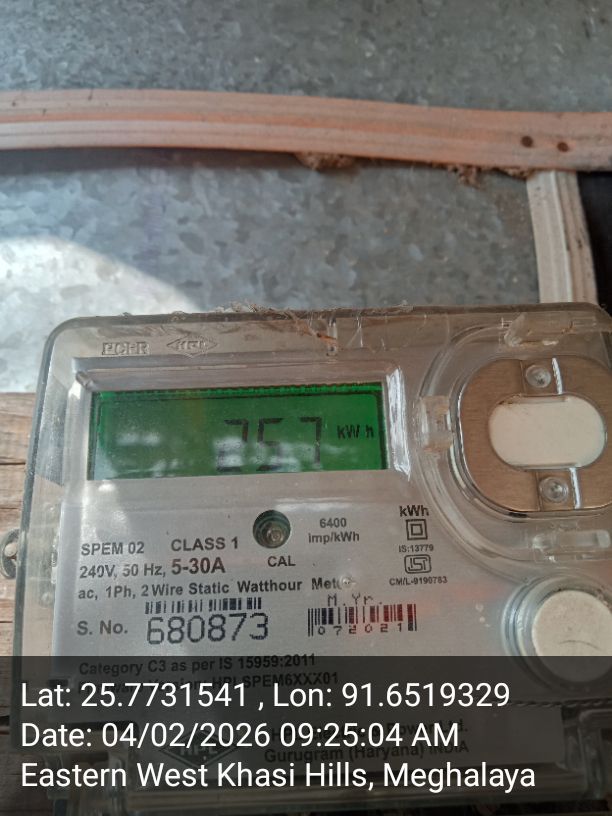 HPL
257 kWh
SPEM 02 CLASS 1
6400
imp/kWh
kWh
240V, 50 Hz, 5-30A
CAL
IS:13779
ac, 1Ph, 2 Wire Static Watthour Meter
CM/L-9190783
M. Yr.
S. No. 680873
072021
Category C3 as per IS 15959:2011
HPLSPEM6XXX01
Gurugram (Haryana) INDIA
Lat: 25.7731541 , Lon: 91.6519329
Date: 04/02/2026 09:25:04 AM
Eastern West Khasi Hills, Meghalaya